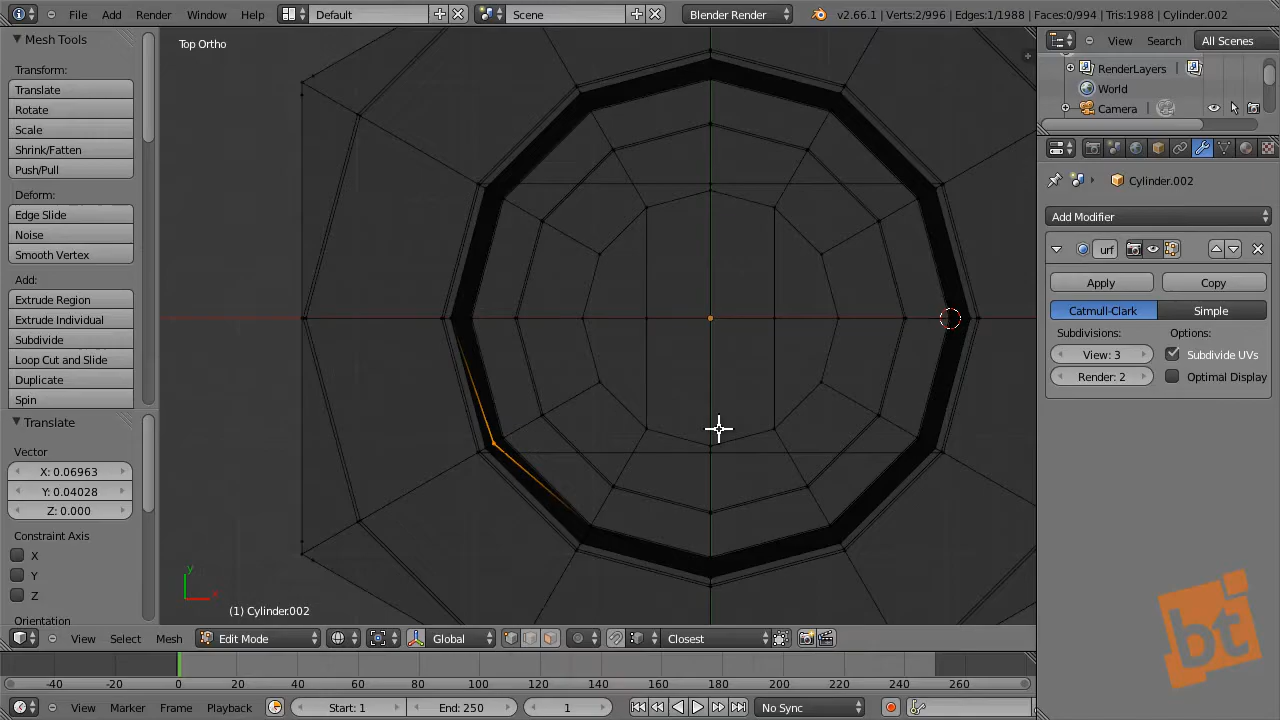 File Add Render Window Help Default Scene Blender Render v2.66.1 | Verts:2/996 | Edges:1/1988 | Faces:0/994 | Tris:1988 | Cylinder.002
Mesh Tools
Transform:
Translate
Rotate
Scale
Shrink/Fatten
Push/Pull
Deform:
Edge Slide
Noise
Smooth Vertex
Add:
Extrude Region
Extrude Individual
Subdivide
Loop Cut and Slide
Duplicate
Spin
Translate
Vector
X: 0.06963
Y: 0.04028
Z: 0.000
Constraint Axis
X
Y
Z
Orientation
Top Ortho
y
x
(1) Cylinder.002
View Select Mesh Edit Mode Global Closest
-40 -20 0 20 40 60 80 100 120 140 160 180 200 220 240 260
View Marker Frame Playback Start: 1 End: 250 1 No Sync
View Search All Scenes
RenderLayers
World
Camera
Cylinder.002
Add Modifier
urf
Apply Copy
Catmull-Clark Simple
Subdivisions: Options:
View: 3 Subdivide UVs
Render: 2 Optimal Display
bt